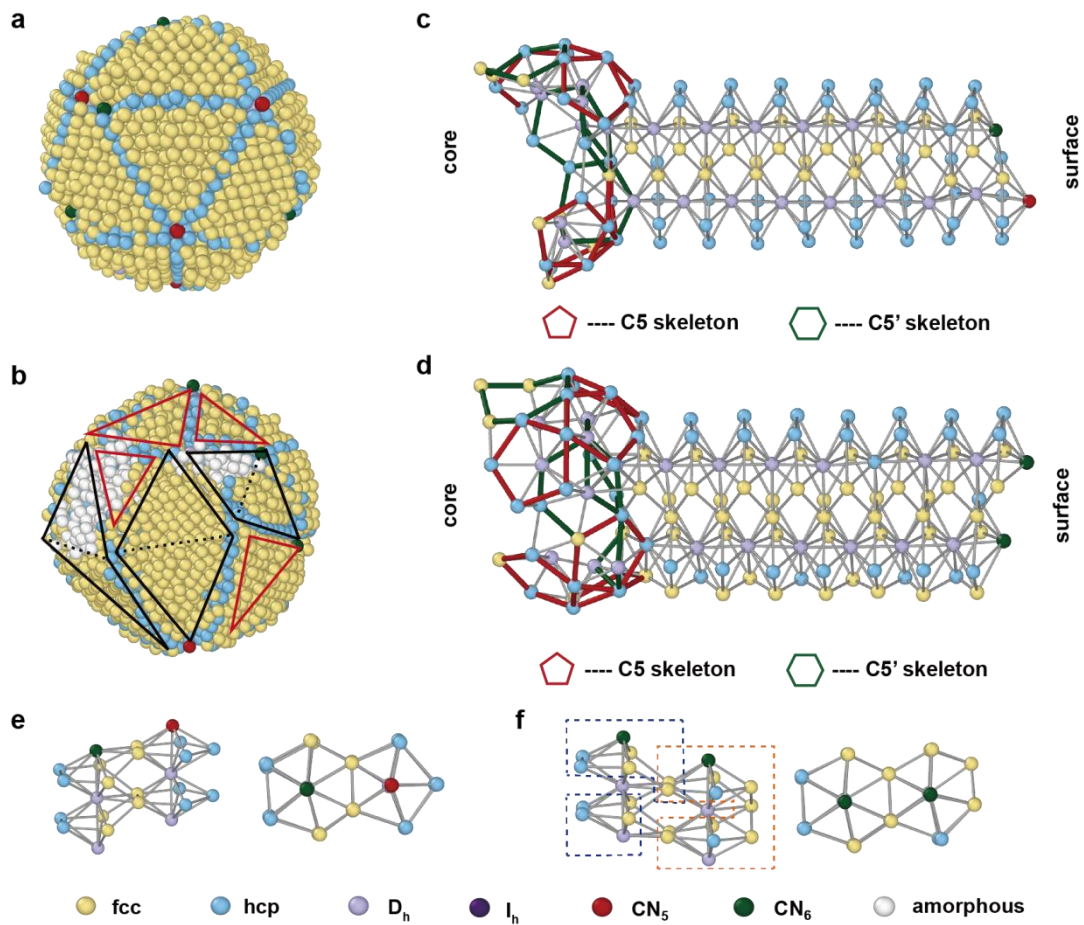 a
c
core
surface
---- C5 skeleton
---- C5’ skeleton
b
d
core
surface
---- C5 skeleton
---- C5’ skeleton
e
f
fcc
hcp
Dh
Ih
CN5
CN6
amorphous